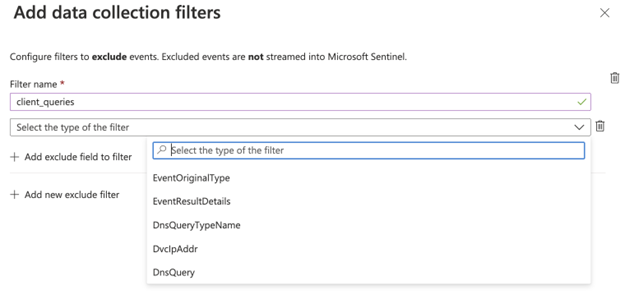 Add data collection filters
Configure filters to exclude events. Excluded events are not streamed into Microsoft Sentinel.
Filter name *
client_queries
Select the type of the filter
Select the type of the filter
+ Add exclude field to filter
EventOriginalType
+ Add new exclude filter
EventResultDetails
DnsQueryTypeName
DvcIpAddr
DnsQuery